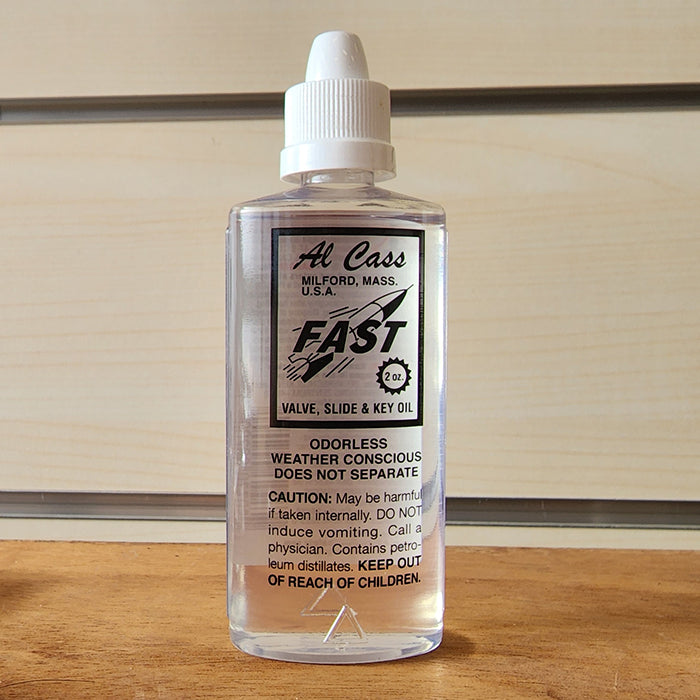 Al Cass
MILFORD, MASS.
U.S.A.
FAST
2 oz.
VALVE, SLIDE & KEY OIL
ODORLESS
WEATHER CONSCIOUS
DOES NOT SEPARATE
CAUTION: May be harmful
if taken internally. DO NOT
induce vomiting. Call a
physician. Contains petro-
leum distillates. KEEP OUT
OF REACH OF CHILDREN.